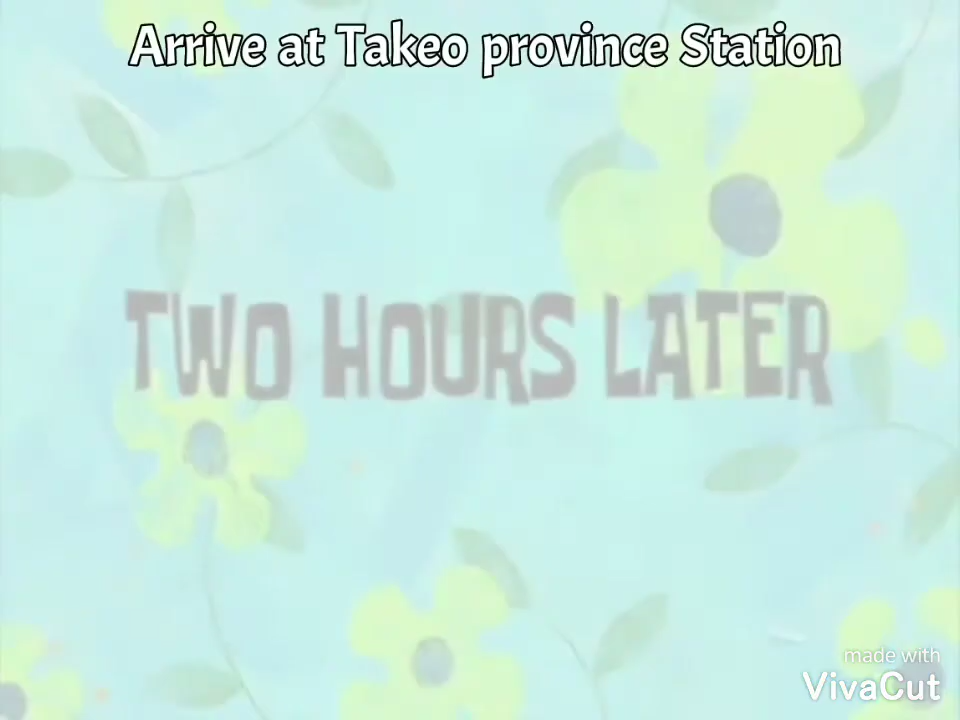 Arrive at Takeo province Station
TWO HOURS LATER
made with
VivaCut